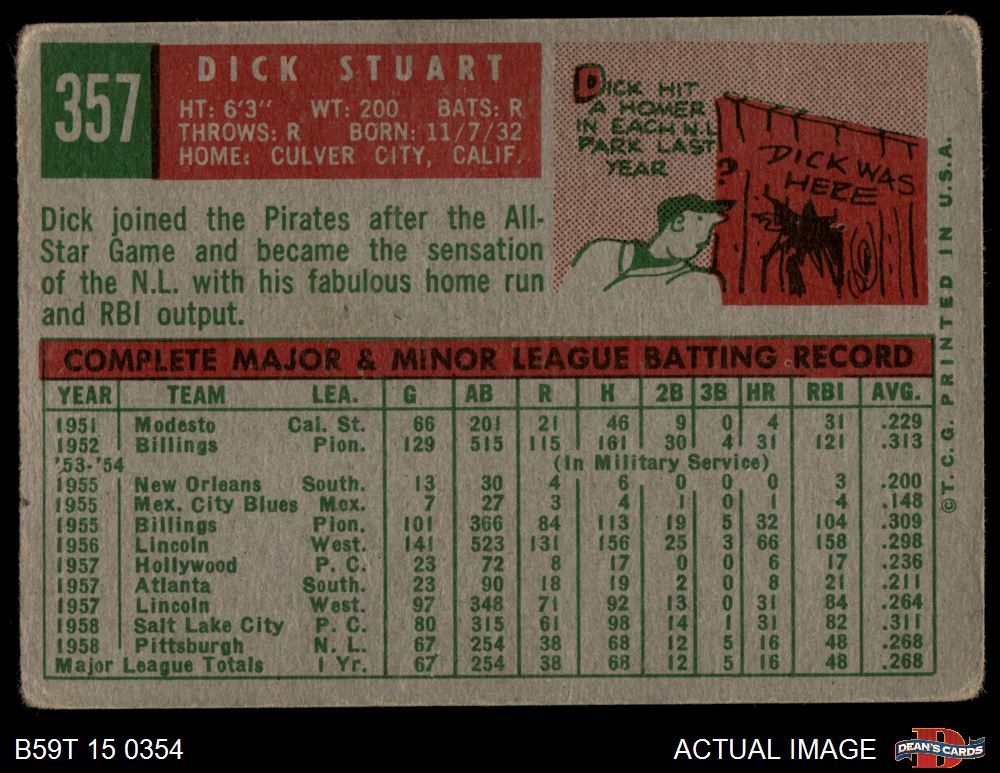 357
DICK STUART
HT: 6'3" WT: 200 BATS: R
THROWS: R BORN: 11/7/32
HOME: CULVER CITY, CALIF.
DICK HIT
A HOMER
IN EACH N.L.
PARK LAST
YEAR
?
DICK WAS
HERE
Dick joined the Pirates after the All-
Star Game and became the sensation
of the N.L. with his fabulous home run
and RBI output.
COMPLETE MAJOR & MINOR LEAGUE BATTING RECORD
YEAR TEAM LEA. G AB R H 2B 3B HR RBI AVG.
1951 Modesto Cal. St. 66 201 21 46 9 0 4 31 .229
1952 Billings Pion. 129 515 115 161 30 4 31 121 .313
'53-'54 (In Military Service)
1955 New Orleans South. 13 30 4 6 0 0 0 3 .200
1955 Mex. City Blues Mex. 7 27 3 4 1 0 1 4 .148
1955 Billings Pion. 101 366 84 113 19 5 32 104 .309
1956 Lincoln West. 141 523 131 156 25 3 66 158 .298
1957 Hollywood P. C. 23 72 8 17 0 0 6 17 .236
1957 Atlanta South. 23 90 18 19 2 0 8 21 .211
1957 Lincoln West. 97 348 71 92 13 0 31 84 .264
1958 Salt Lake City P. C. 80 315 61 98 14 1 31 82 .311
1958 Pittsburgh N. L. 67 254 38 68 12 5 16 48 .268
Major League Totals 1 Yr. 67 254 38 68 12 5 16 48 .268
© T. C. G. PRINTED IN U.S.A.
B59T 15 0354
ACTUAL IMAGE
D
DEAN'S CARDS